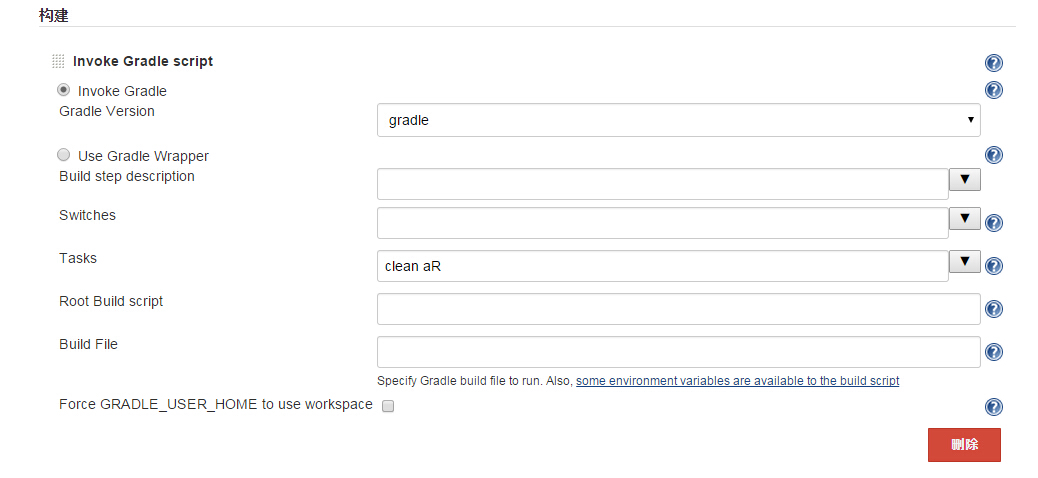 构建
Invoke Gradle script
Invoke Gradle
Gradle Version
gradle
Use Gradle Wrapper
Build step description
Switches
Tasks
clean aR
Root Build script
Build File
Specify Gradle build file to run. Also, some environment variables are available to the build script
Force GRADLE_USER_HOME to use workspace
删除